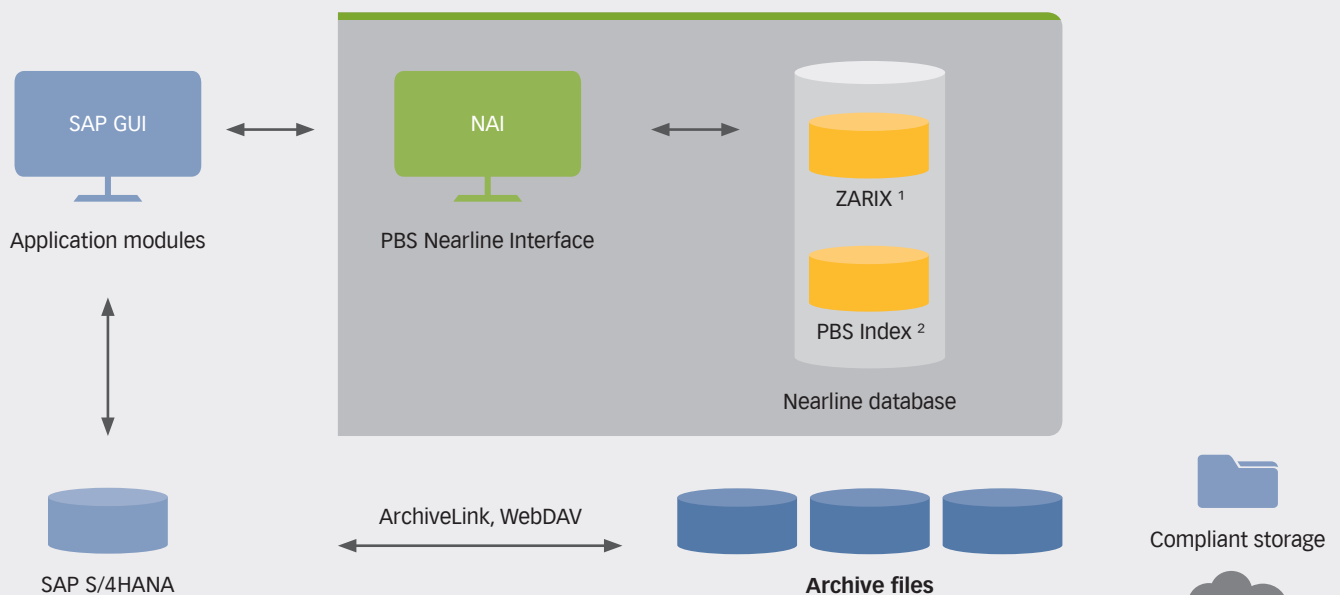 SAP GUI
NAI
ZARIX ¹
Application modules
PBS Nearline Interface
PBS Index ²
Nearline database
ArchiveLink, WebDAV
Compliant storage
SAP S/4HANA
Archive files